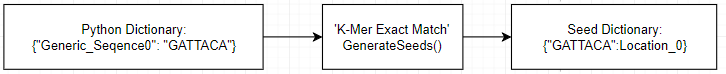 Python Dictionary:
{"Generic_Seqence0": "GATTACA"}
'K-Mer Exact Match'
GenerateSeeds()
Seed Dictionary:
{"GATTACA":Location_0}